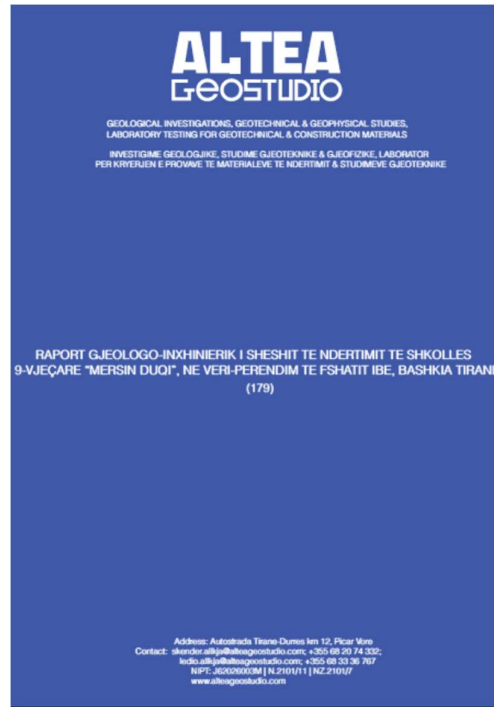 ALTEA
GEOSTUDIO
GEOLOGICAL INVESTIGATIONS, GEOTECHNICAL & GEOPHYSICAL STUDIES,
LABORATORY TESTING FOR GEOTECHNICAL & CONSTRUCTION MATERIALS
INVESTIGIME GEOLOGJIKE, STUDIME GJEOTEKNIKE & GJEOFIZIKE, LABORATOR
PER KRYERJEN E PROVAVE TE MATERIALEVE TE NDERTIMIT & STUDIMEVE GJEOTEKNIKE
RAPORT GJEOLOGO-INXHINIERIK I SHESHIT TE NDERTIMIT TE SHKOLLES
9-VJEÇARE "MERSIN DUQI", NE VERI-PERENDIM TE FSHATIT IBE, BASHKIA TIRANE
(179)
Address: Autostrada Tirane-Durres km 12, Picar Vore
Contact: skender.allkja@alteageostudio.com; +355 68 20 74 332;
ledio.allkja@alteageostudio.com; +355 68 33 36 767
NIPT: J62026003M | N.2101/11 | NZ.2101/7
www.alteageostudio.com